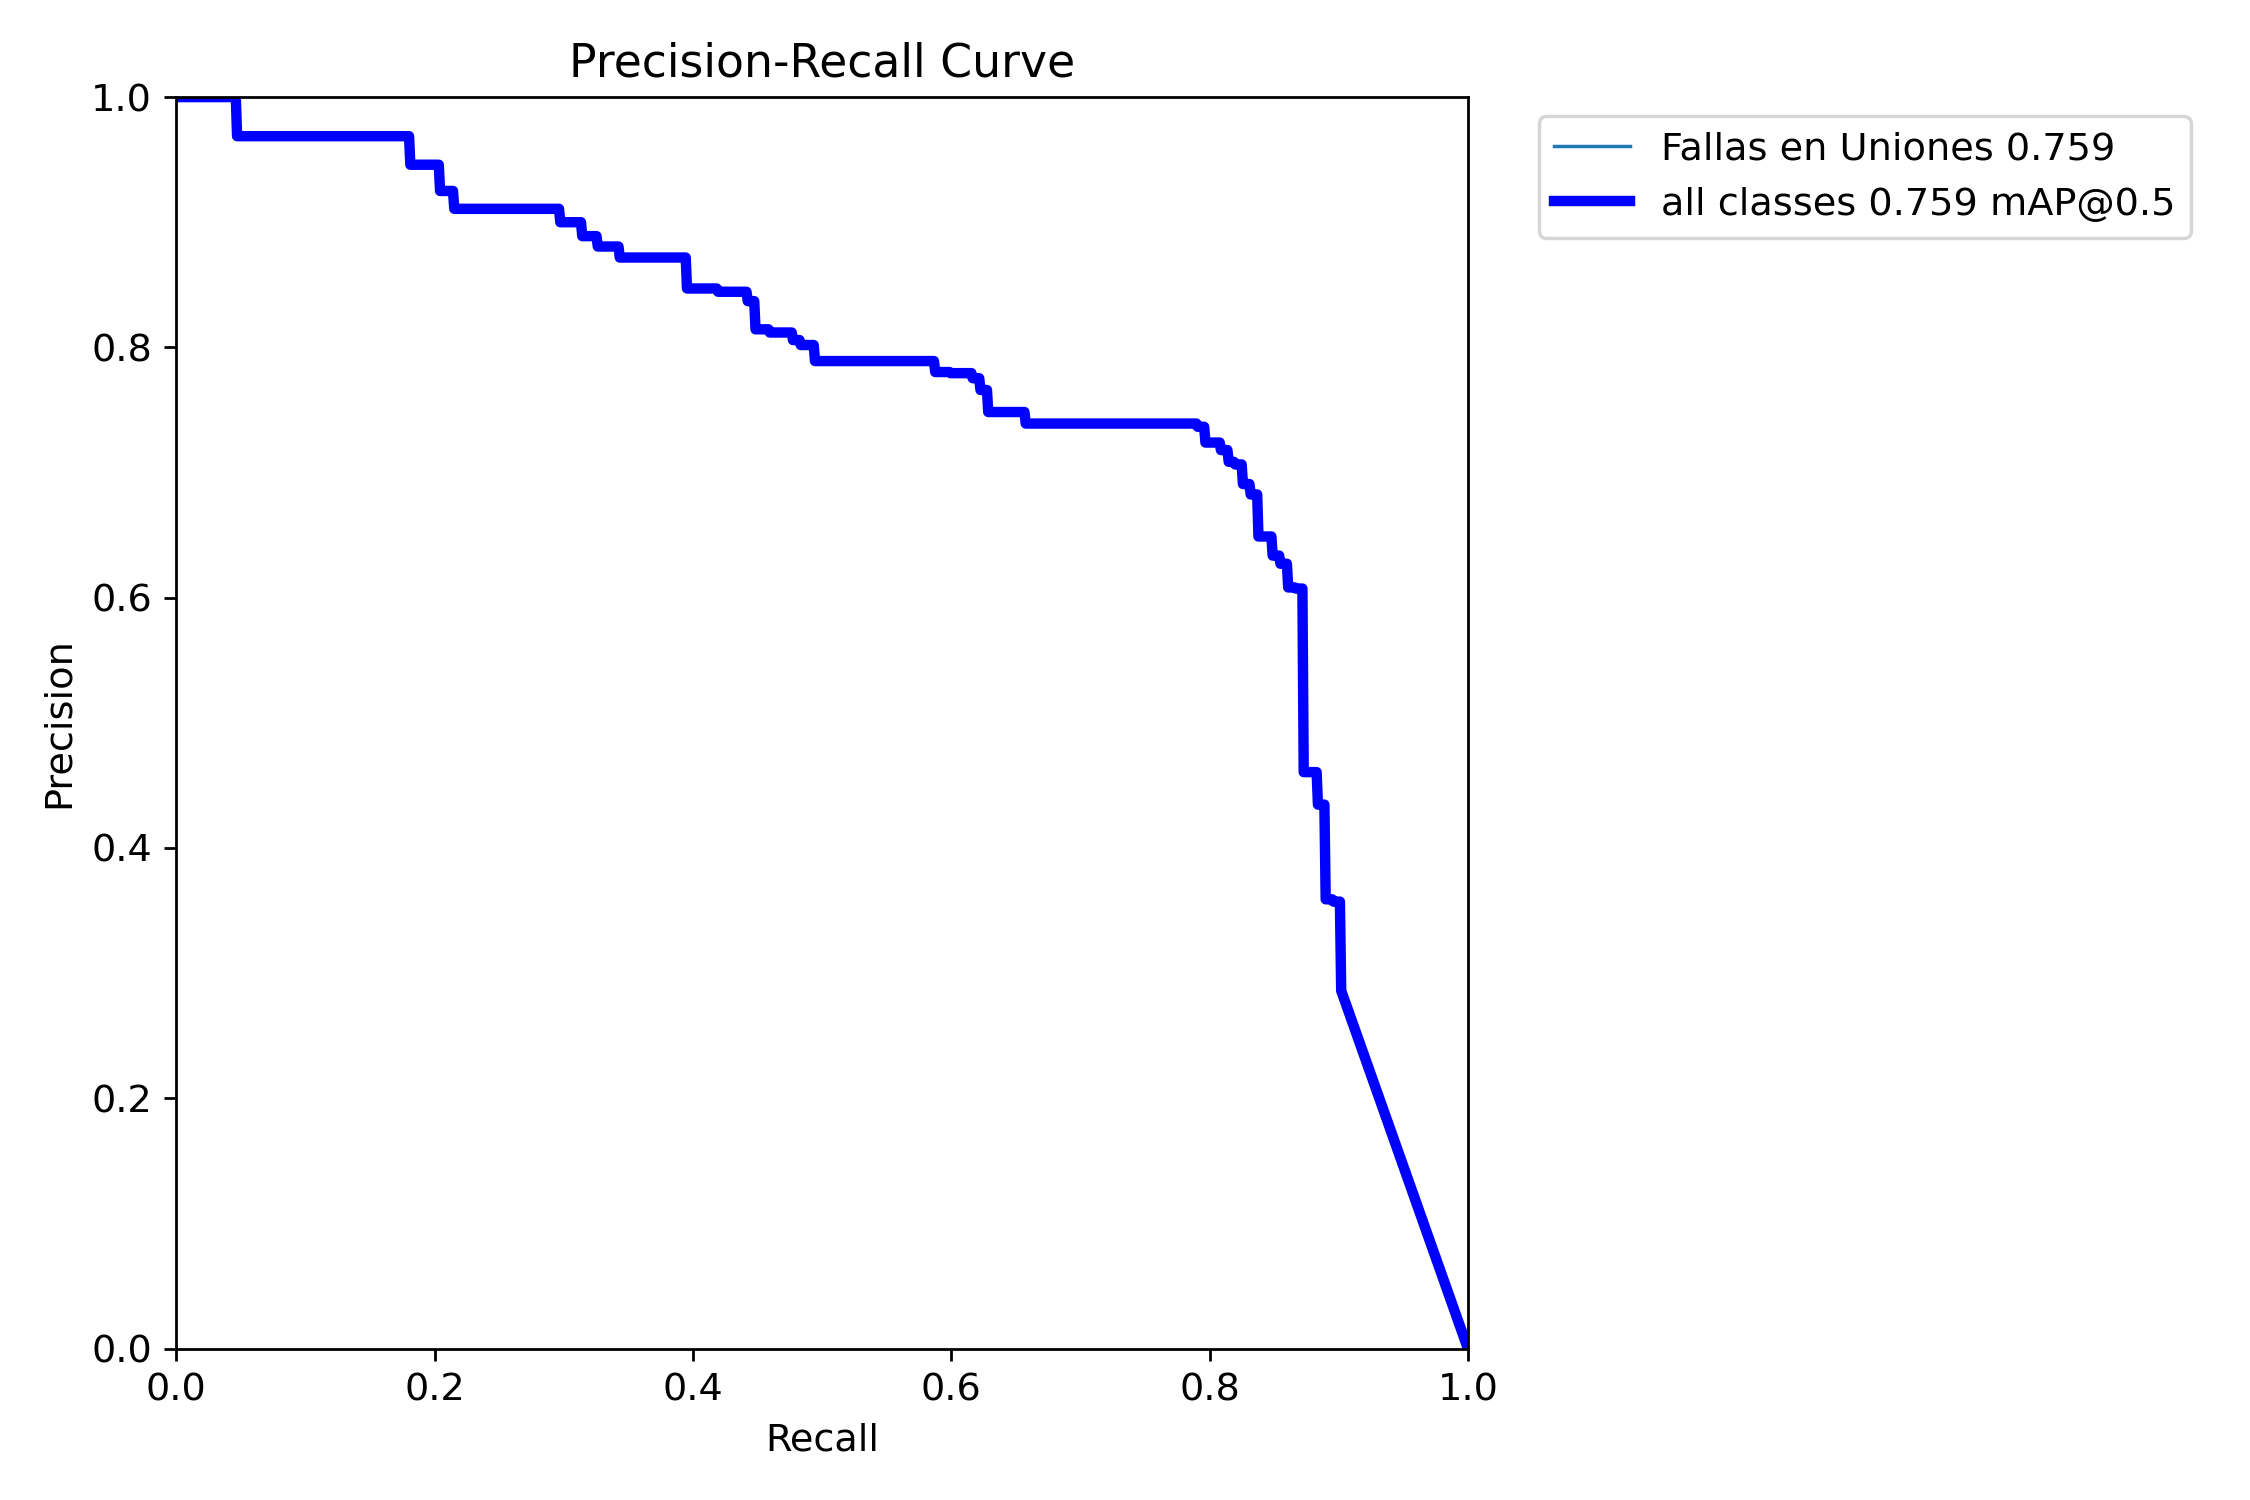 Precision-Recall Curve
Fallas en Uniones 0.759
all classes 0.759 mAP@0.5
Precision
1.0
0.8
0.6
0.4
0.2
0.0
0.0 0.2 0.4 0.6 0.8 1.0
Recall